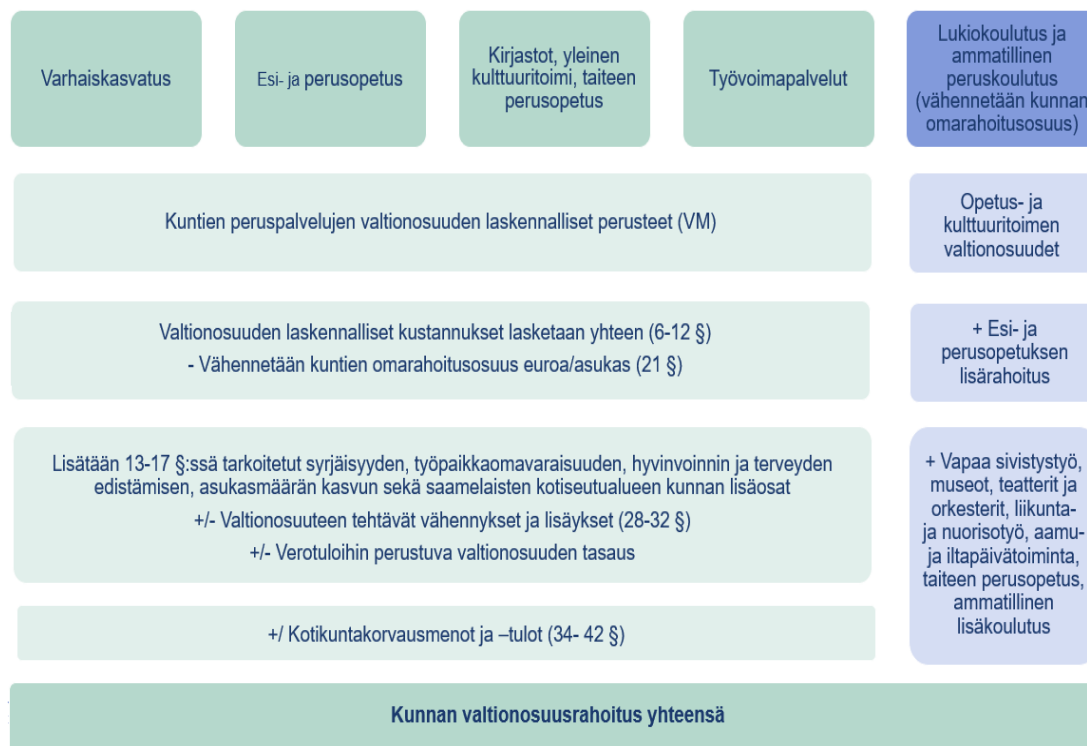 Varhaiskasvatus
Esi- ja perusopetus
Kirjastot, yleinen
kulttuuritoimi, taiteen
perusopetus
Työvoimapalvelut
Lukiokoulutus ja
ammatillinen
peruskoulutus
(vähennetään kunnan
omarahoitusosuus)
Kuntien peruspalvelujen valtionosuuden laskennalliset perusteet (VM)
Opetus- ja
kulttuuritoimen
valtionosuudet
Valtionosuuden laskennalliset kustannukset lasketaan yhteen (6-12 §)
- Vähennetään kuntien omarahoitusosuus euroa/asukas (21 §)
+ Esi- ja
perusopetuksen
lisärahoitus
Lisätään 13-17 §:ssä tarkoitetut syrjäisyyden, työpaikkaomavaraisuuden, hyvinvoinnin ja terveyden
edistämisen, asukasmäärän kasvun sekä saamelaisten kotiseutualueen kunnan lisäosat
+/- Valtionosuuteen tehtävät vähennykset ja lisäykset (28-32 §)
+/- Verotuloihin perustuva valtionosuuden tasaus
+ Vapaa sivistystyö,
museot, teatterit ja
orkesterit, liikunta-
ja nuorisotyö, aamu-
ja iltapäivätoiminta,
taiteen perusopetus,
ammatillinen
lisäkoulutus
+/ Kotikuntakorvausmenot ja –tulot (34- 42 §)
Kunnan valtionosuusrahoitus yhteensä